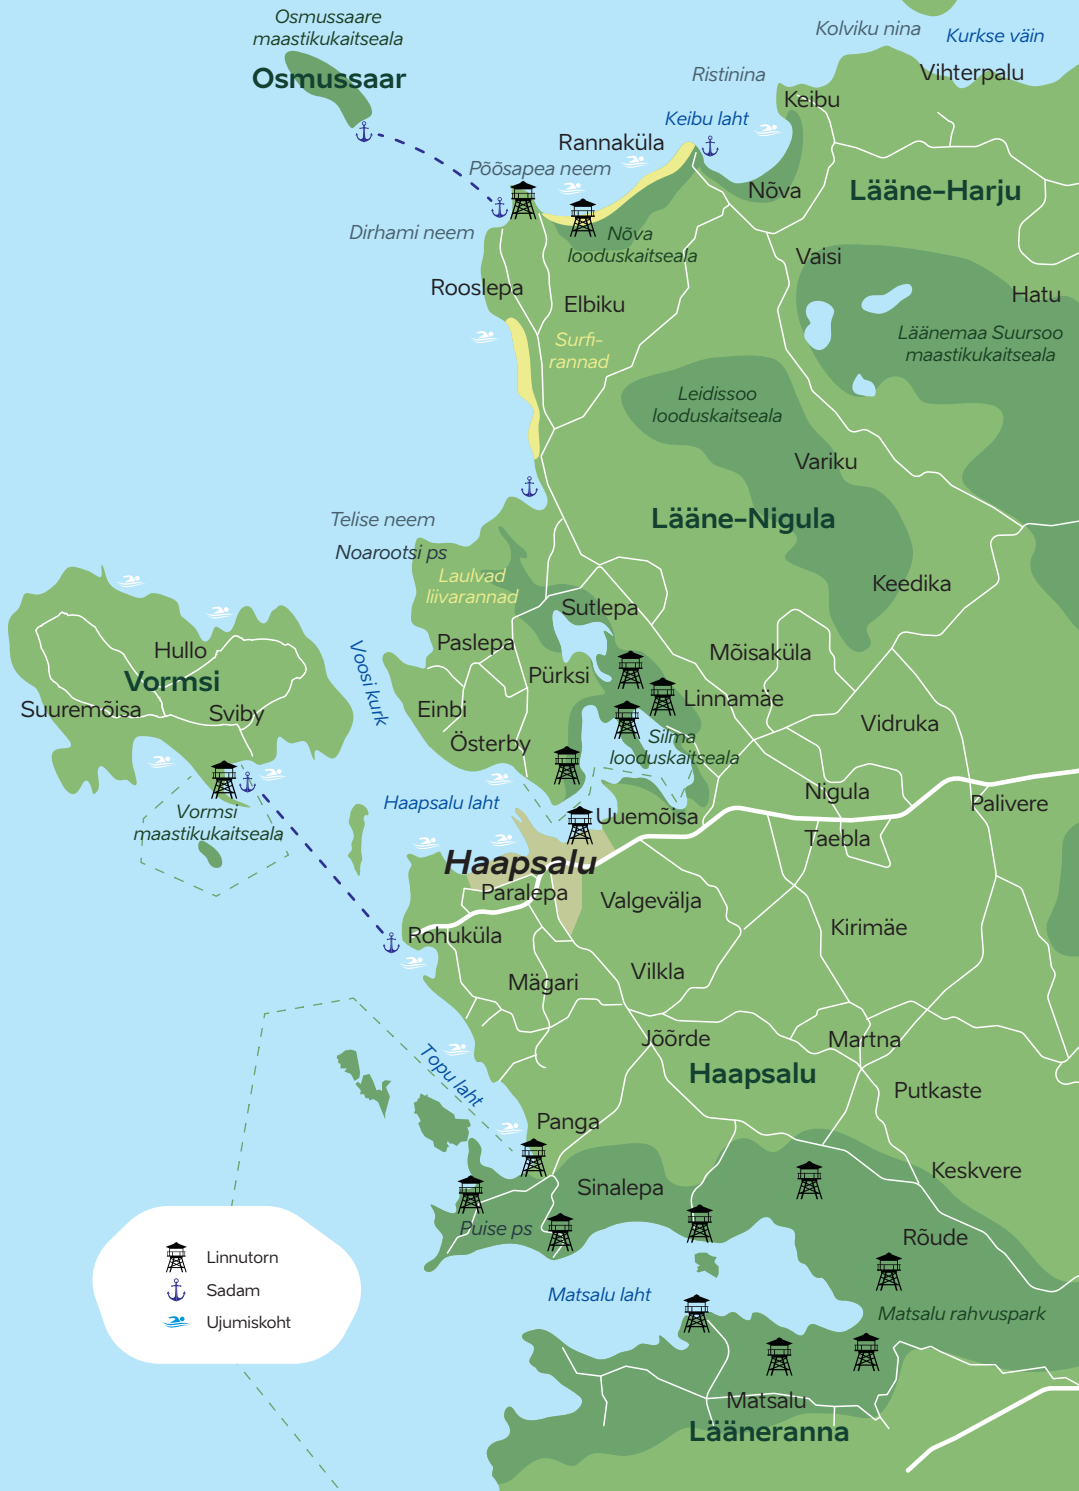 Osmussaare
maastikukaitseala
Osmussaar
Kolviku nina
Kurkse väin
Vihterpalu
Ristinina
Keibu
Keibu laht
Rannaküla
Põõsapea neem
Nõva
Lääne-Harju
Dirhami neem
Nõva
looduskaitseala
Vaisi
Rooslepa
Elbiku
Hatu
Surfi-
rannad
Läänemaa Suursoo
maastikukaitseala
Leidissoo
looduskaitseala
Variku
Telise neem
Lääne-Nigula
Noarootsi ps
Laulvad
liivarannad
Keedika
Sutlepa
Hullo
Paslepa
Mõisaküla
Vormsi
Voosi kurk
Pürksi
Linnamäe
Suuremõisa
Sviby
Einbi
Vidruka
Österby
Silma
looduskaitseala
Haapsalu laht
Nigula
Palivere
Vormsi
maastikukaitseala
Uuemõisa
Taebla
Haapsalu
Paralepa
Valgevälja
Rohuküla
Kirimäe
Mägari
Vilkla
Jõõrde
Martna
Topu laht
Haapsalu
Putkaste
Panga
Keskvere
Sinalepa
Puise ps
Rõude
Linnutorn
Sadam
Ujumiskoht
Matsalu laht
Matsalu rahvuspark
Matsalu
Lääneranna